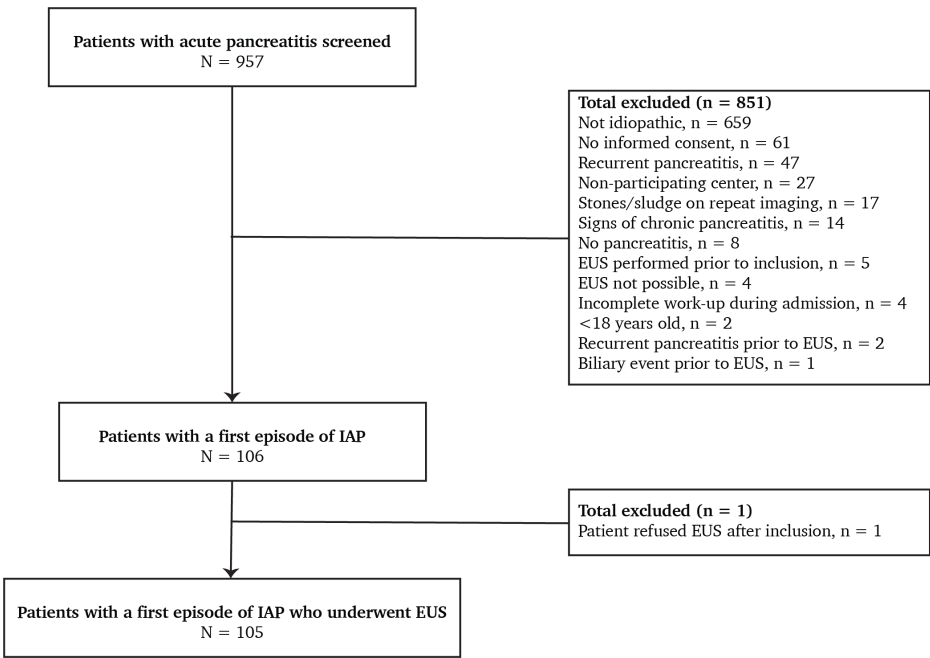 Patients with acute pancreatitis screened
N = 957
Total excluded (n = 851)
Not idiopathic, n = 659
No informed consent, n = 61
Recurrent pancreatitis, n = 47
Non-participating center, n = 27
Stones/sludge on repeat imaging, n = 17
Signs of chronic pancreatitis, n = 14
No pancreatitis, n = 8
EUS performed prior to inclusion, n = 5
EUS not possible, n = 4
Incomplete work-up during admission, n = 4
<18 years old, n = 2
Recurrent pancreatitis prior to EUS, n = 2
Biliary event prior to EUS, n = 1
Patients with a first episode of IAP
N = 106
Total excluded (n = 1)
Patient refused EUS after inclusion, n = 1
Patients with a first episode of IAP who underwent EUS
N = 105